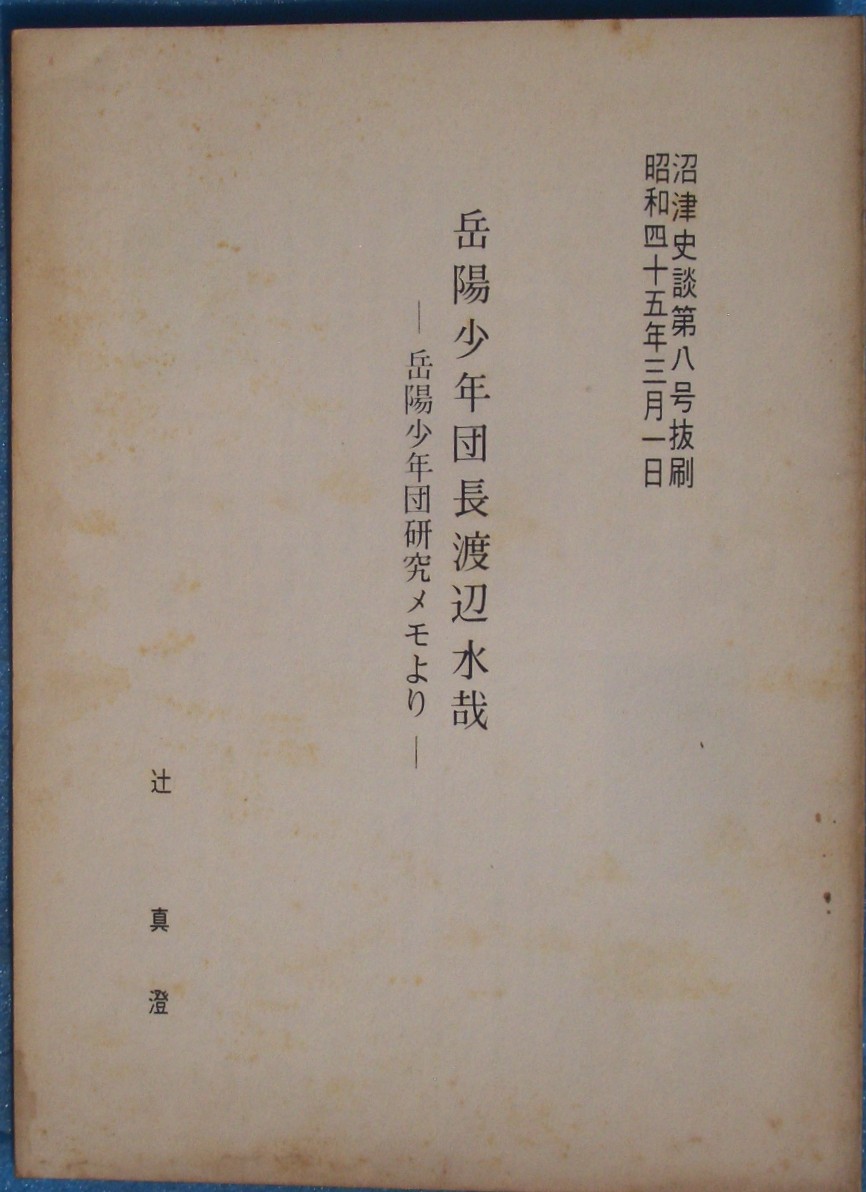 沼津史談第八号抜刷
昭和四十五年三月一日
岳陽少年団長渡辺水哉
―岳陽少年団研究メモより―
辻真澄